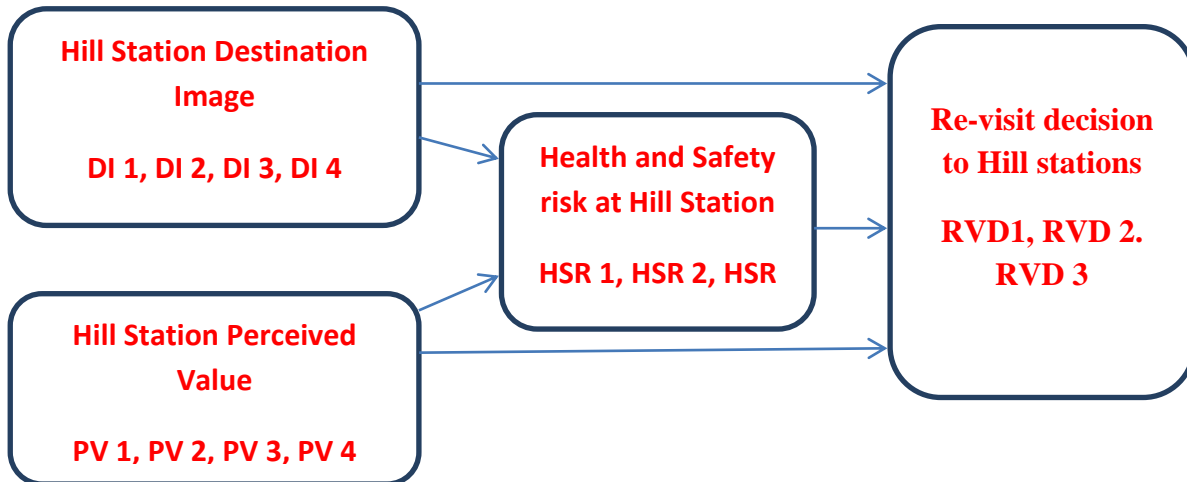 Hill Station Destination
Image
DI 1, DI 2, DI 3, DI 4
Health and Safety
risk at Hill Station
HSR 1, HSR 2, HSR
Re-visit decision
to Hill stations
RVD1, RVD 2.
RVD 3
Hill Station Perceived
Value
PV 1, PV 2, PV 3, PV 4